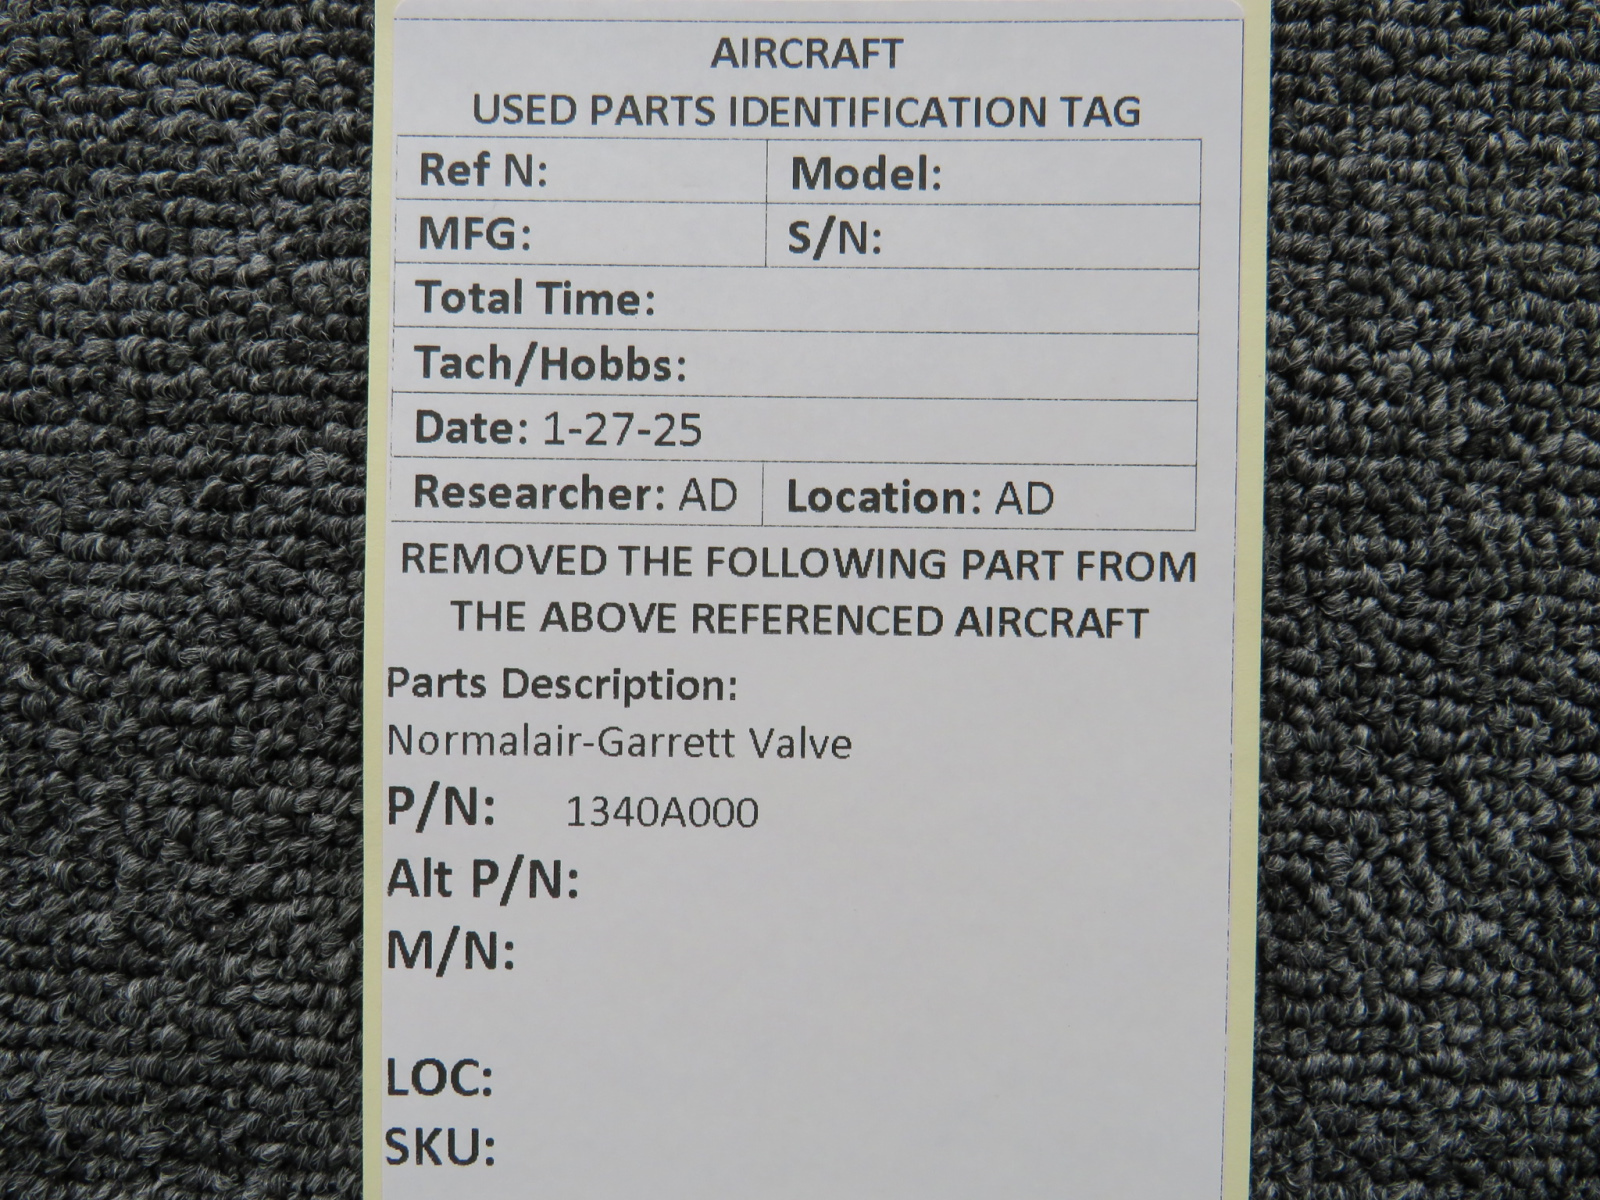 AIRCRAFT
USED PARTS IDENTIFICATION TAG
Ref N: Model:
MFG: S/N:
Total Time:
Tach/Hobbs:
Date: 1-27-25
Researcher: AD Location: AD
REMOVED THE FOLLOWING PART FROM
THE ABOVE REFERENCED AIRCRAFT
Parts Description:
Normalair-Garrett Valve
P/N: 1340A000
Alt P/N:
M/N:
LOC:
SKU: